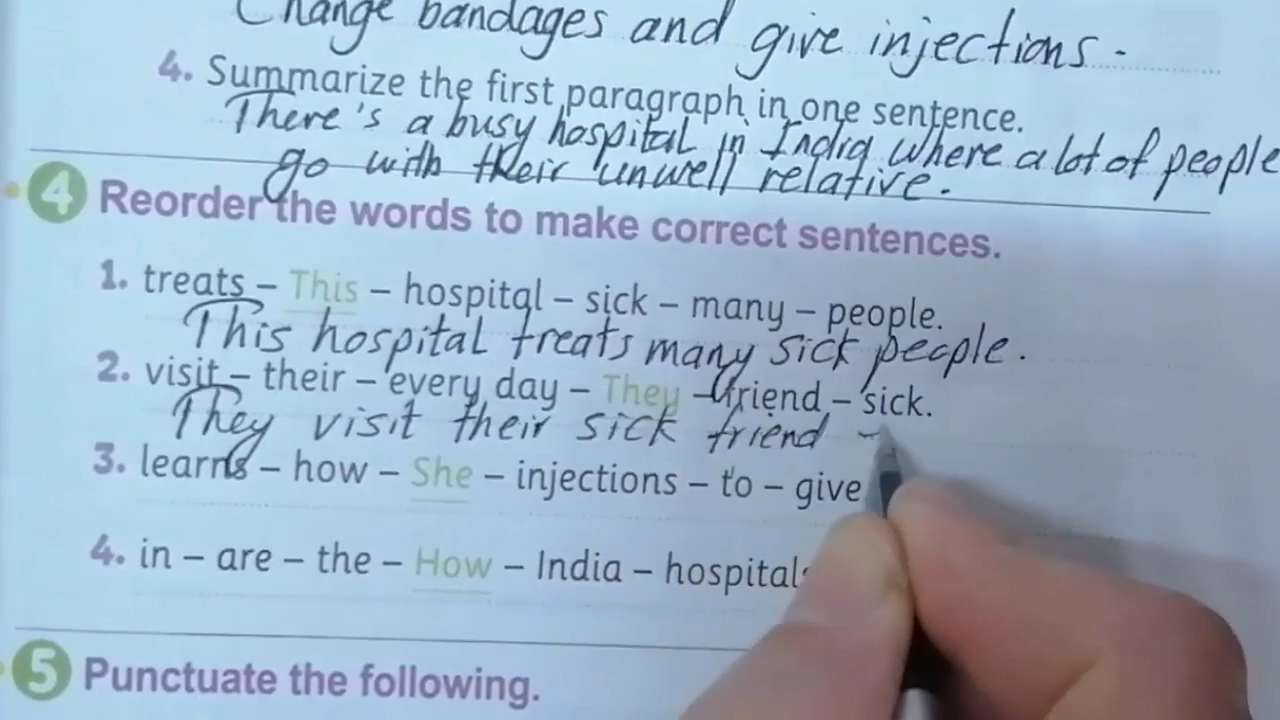 Change bandages and give injections.
4. Summarize the first paragraph in one sentence.
There's a busy hospital in India where a lot of people
go with their unwell relative.
4 Reorder the words to make correct sentences.
1. treats – This – hospital – sick – many – people.
This hospital treats many sick people.
2. visit – their – every day – They – friend – sick.
They visit their sick friend
3. learns – how – She – injections – to – give
4. in – are – the – How – India – hospitals
5 Punctuate the following.